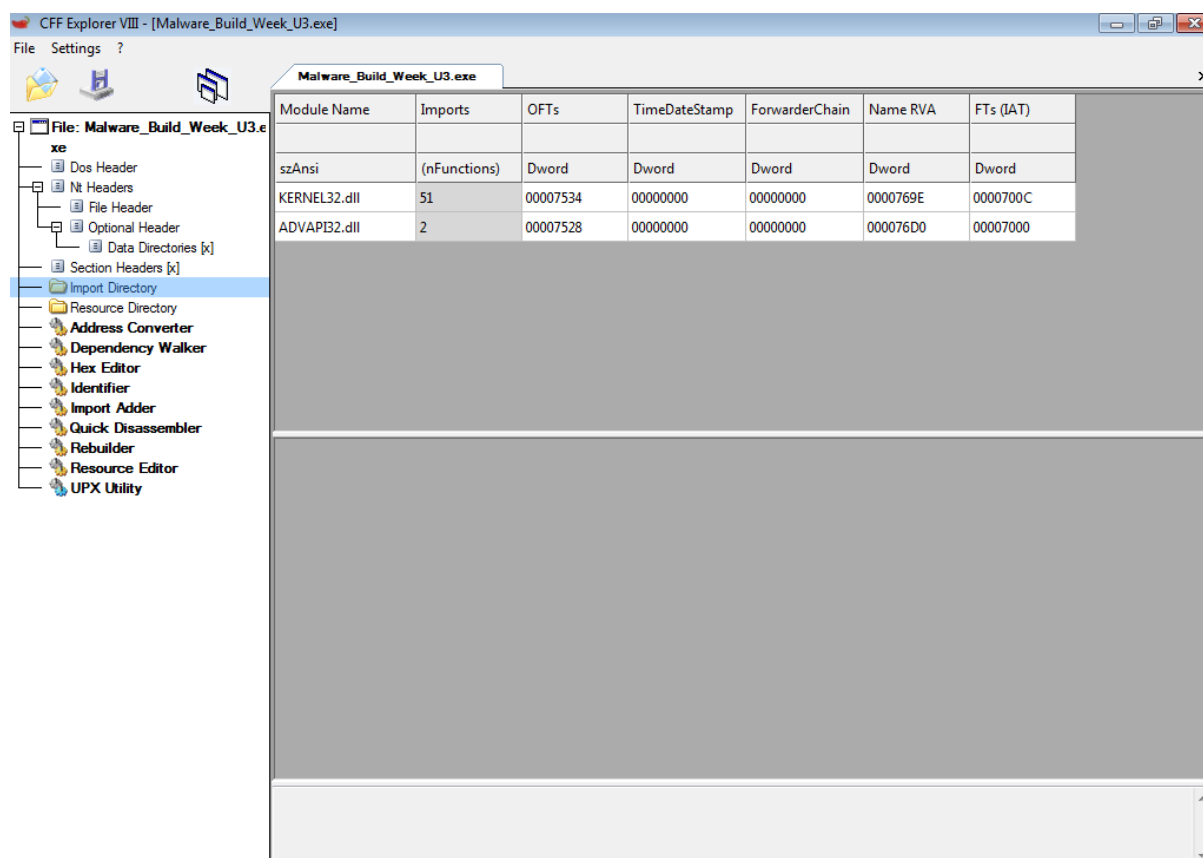 CFF Explorer VIII - [Malware_Build_Week_U3.exe]
File Settings ?
Malware_Build_Week_U3.exe
File: Malware_Build_Week_U3.e
xe
Dos Header
Nt Headers
File Header
Optional Header
Data Directories [x]
Section Headers [x]
Import Directory
Resource Directory
Address Converter
Dependency Walker
Hex Editor
Identifier
Import Adder
Quick Disassembler
Rebuilder
Resource Editor
UPX Utility
Module Name Imports OFTs TimeDateStamp ForwarderChain Name RVA FTs (IAT)
szAnsi (nFunctions) Dword Dword Dword Dword Dword
KERNEL32.dll 51 00007534 00000000 00000000 0000769E 0000700C
ADVAPI32.dll 2 00007528 00000000 00000000 000076D0 00007000